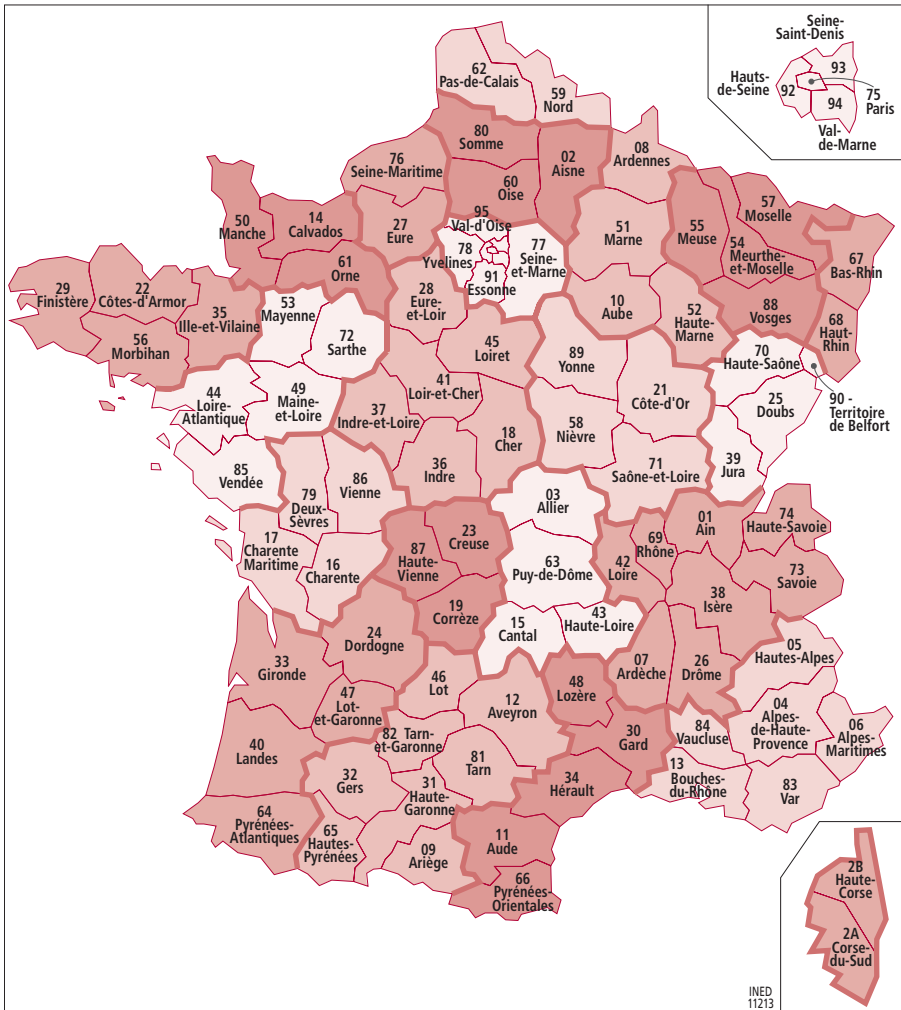 Seine-
Saint-Denis
Hauts-
de-Seine
93
92
94
75
Paris
Val-
de-Marne
62
Pas-de-Calais
59
Nord
80
Somme
02
Aisne
08
Ardennes
76
Seine-Maritime
60
Oise
27
Eure
95
Val-d'Oise
78
Yvelines
91
Essonne
77
Seine-
et-Marne
51
Marne
55
Meuse
57
Moselle
54
Meurthe-
et-Moselle
67
Bas-Rhin
50
Manche
14
Calvados
61
Orne
28
Eure-
et-Loir
10
Aube
52
Haute-
Marne
88
Vosges
68
Haut-
Rhin
29
Finistère
22
Côtes-d'Armor
35
Ille-et-Vilaine
56
Morbihan
53
Mayenne
72
Sarthe
45
Loiret
89
Yonne
70
Haute-Saône
90 -
Territoire
de Belfort
44
Loire-
Atlantique
49
Maine-
et-Loire
41
Loir-et-Cher
37
Indre-et-Loire
18
Cher
58
Nièvre
21
Côte-d'Or
25
Doubs
39
Jura
85
Vendée
79
Deux-
Sèvres
86
Vienne
36
Indre
03
Allier
71
Saône-et-Loire
17
Charente
Maritime
16
Charente
87
Haute-
Vienne
23
Creuse
63
Puy-de-Dôme
42
Loire
69
Rhône
01
Ain
74
Haute-Savoie
73
Savoie
38
Isère
19
Corrèze
15
Cantal
43
Haute-Loire
24
Dordogne
33
Gironde
47
Lot-
et-Garonne
46
Lot
12
Aveyron
48
Lozère
07
Ardèche
26
Drôme
05
Hautes-Alpes
40
Landes
82
Tarn-
et-Garonne
81
Tarn
30
Gard
84
Vaucluse
04
Alpes-
de-Haute-
Provence
06
Alpes-
Maritimes
32
Gers
31
Haute-
Garonne
34
Hérault
13
Bouches-
du-Rhône
83
Var
64
Pyrénées-
Atlantiques
65
Hautes-
Pyrénées
09
Ariège
11
Aude
66
Pyrénées-
Orientales
2B
Haute-
Corse
2A
Corse-
du-Sud
INED
11213